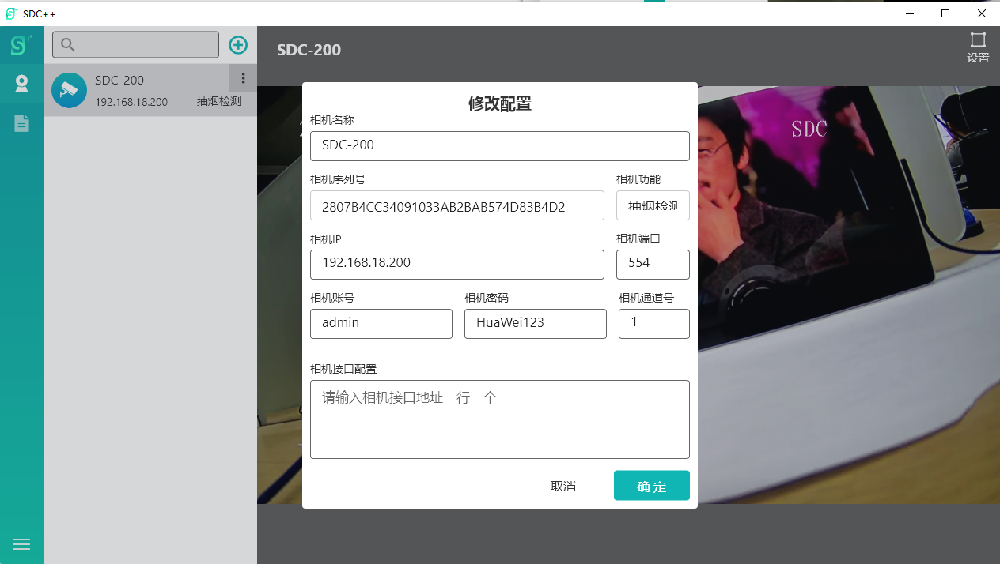 SDC++
SDC-200
192.168.18.200
抽烟检测
SDC-200
设置
SDC
修改配置
相机名称
SDC-200
相机序列号
相机功能
2807B4CC34091033AB2BAB574D83B4D2
抽烟检测
相机IP
相机端口
192.168.18.200
554
相机账号
相机密码
相机通道号
admin
HuaWei123
1
相机接口配置
请输入相机接口地址一行一个
取消
确定